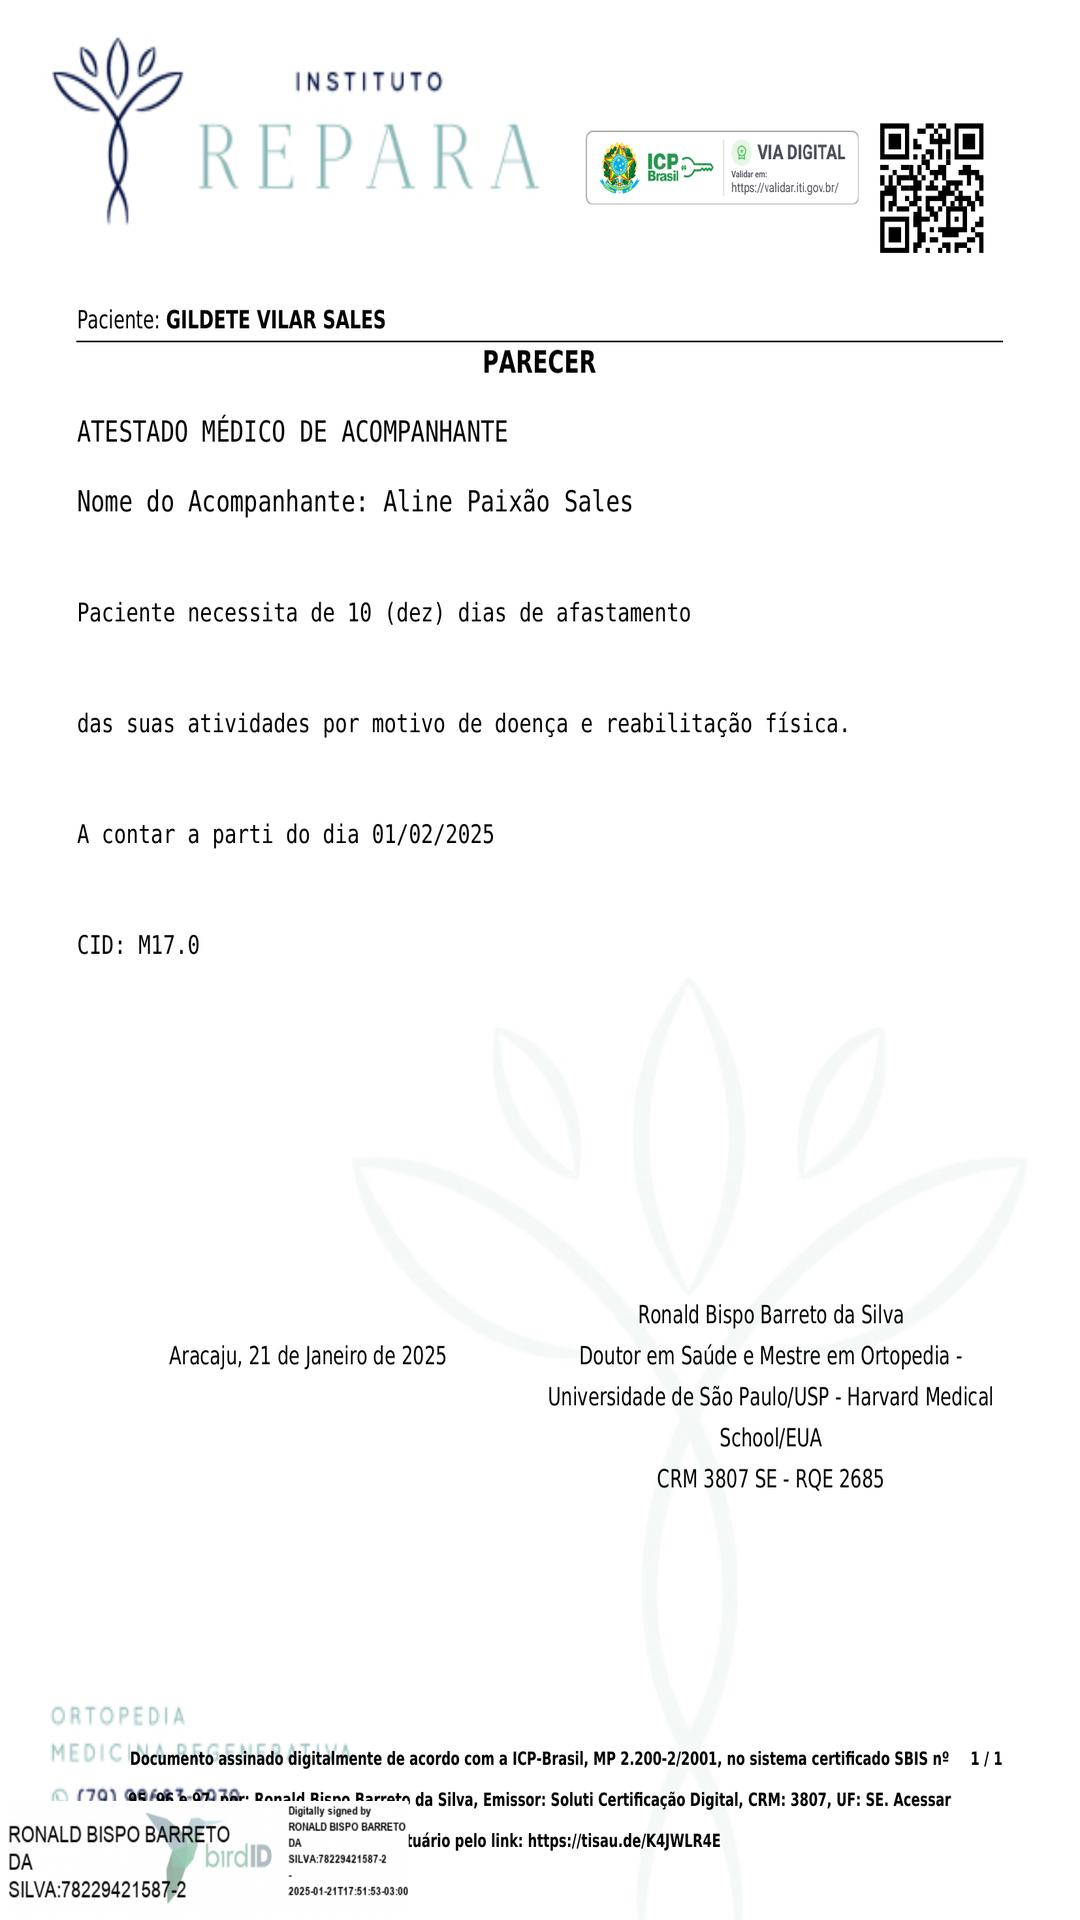 INSTITUTO
REPARA
ICP
Brasil
VIA DIGITAL
Validar em:
https://validar.iti.gov.br/
Paciente: GILDETE VILAR SALES
PARECER
ATESTADO MÉDICO DE ACOMPANHANTE
Nome do Acompanhante: Aline Paixão Sales
Paciente necessita de 10 (dez) dias de afastamento
das suas atividades por motivo de doença e reabilitação física.
A contar a parti do dia 01/02/2025
CID: M17.0
Aracaju, 21 de Janeiro de 2025
Ronald Bispo Barreto da Silva
Doutor em Saúde e Mestre em Ortopedia -
Universidade de São Paulo/USP - Harvard Medical
School/EUA
CRM 3807 SE - RQE 2685
ORTOPEDIA
MEDICINA REGENERATIVA
Documento assinado digitalmente de acordo com a ICP-Brasil, MP 2.200-2/2001, no sistema certificado SBIS nº 1 / 1
(79)
95, 96 e 97, por: Ronald Bispo Barreto da Silva, Emissor: Soluti Certificação Digital, CRM: 3807, UF: SE. Acessar
pelo link: https://tisau.de/K4JWLR4E
RONALD BISPO BARRETO
DA
SILVA:78229421587-2
birdID
Digitally signed by
RONALD BISPO BARRETO
DA
SILVA:78229421587-2
-
2025-01-21T17:51:53-03:00